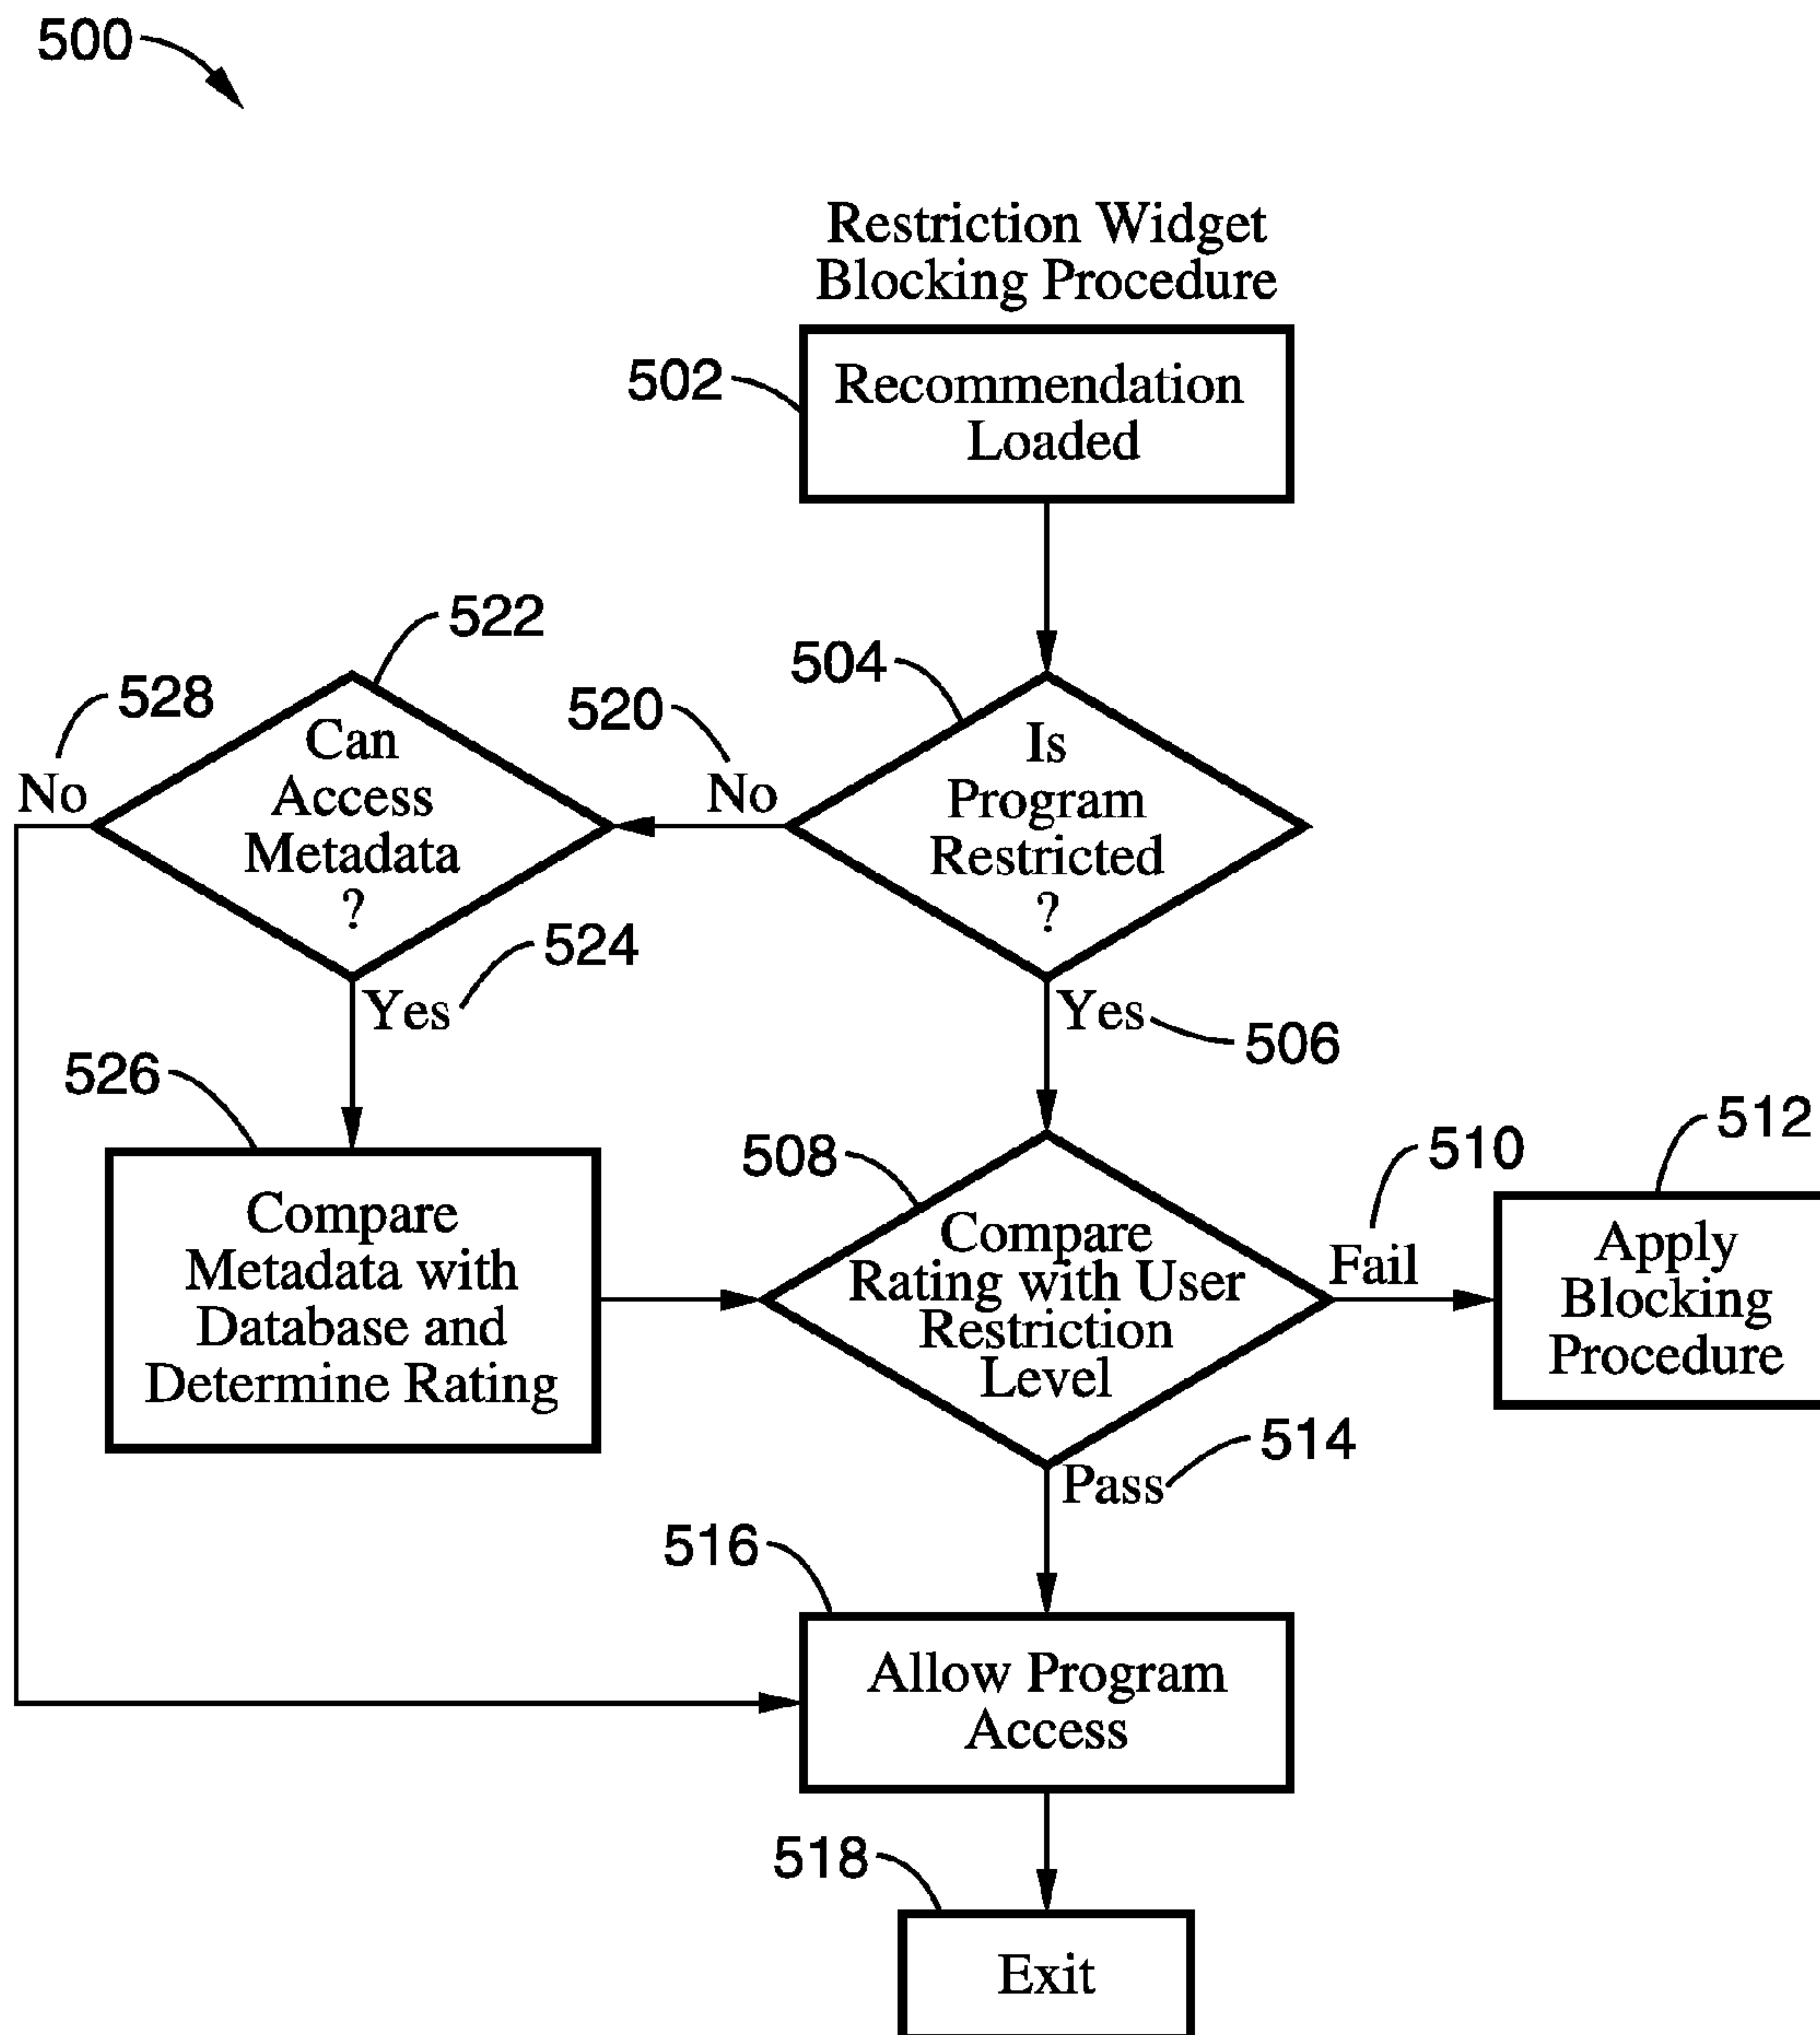 500
Restriction Widget
Blocking Procedure
502
Recommendation
Loaded
522
504
528
520
Can
Access
Metadata
?
Is
Program
Restricted
?
No
No
524
Yes
Yes
506
526
512
508
510
Compare
Metadata with
Database and
Determine Rating
Compare
Rating with User
Restriction
Level
Fail
Apply
Blocking
Procedure
514
Pass
516
Allow Program
Access
518
Exit